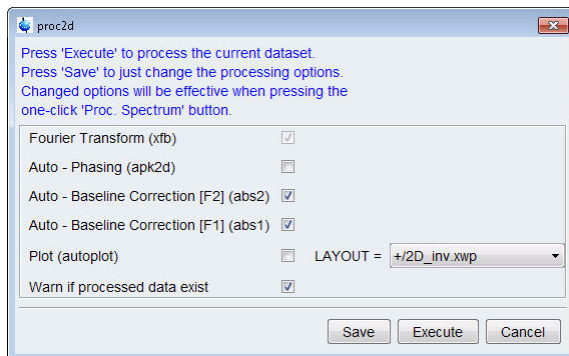 proc2d
Press 'Execute' to process the current dataset.
Press 'Save' to just change the processing options.
Changed options will be effective when pressing the
one-click 'Proc. Spectrum' button.
Fourier Transform (xfb)
Auto - Phasing (apk2d)
Auto - Baseline Correction [F2] (abs2)
Auto - Baseline Correction [F1] (abs1)
Plot (autoplot) LAYOUT = +/2D_inv.xwp
Warn if processed data exist
Save Execute Cancel